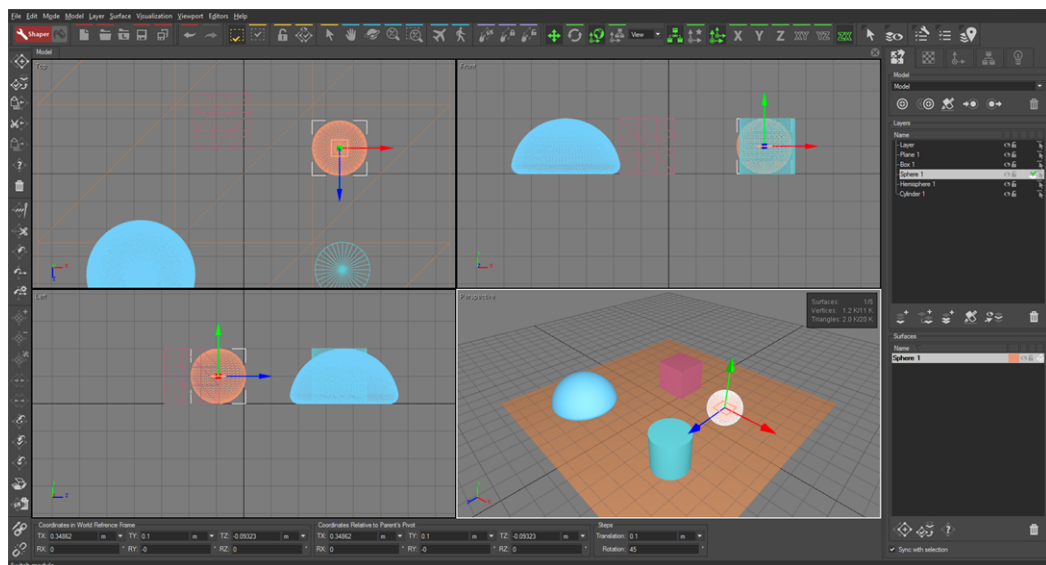 File Edit Mode Model Layer Surface Visualization Viewport Editors Help
Shaper View X Y Z XY YZ ZX
Model
Top
Front
Left
Perspective
Surfaces: 1/6
Vertices: 1.2 K/11 K
Triangles: 2.0 K/20 K
Model
Model
Layers
Name
Layer
Plane 1
Box 1
Sphere 1
Hemisphere 1
Cylinder 1
Surfaces
Name
Sphere 1
Sync with selection
Coordinates in World Refrence Frame
TX: 0.34862 m TY: 0.1 m TZ: -0.09323 m
RX: 0 ° RY: -0 ° RZ: 0 °
Coordinates Relative to Parent's Pivot
TX: 0.34862 m TY: 0.1 m TZ: -0.09323 m
RX: 0 ° RY: -0 ° RZ: 0 °
Steps
Translation: 0.1 m
Rotation: 45 °
Switch module